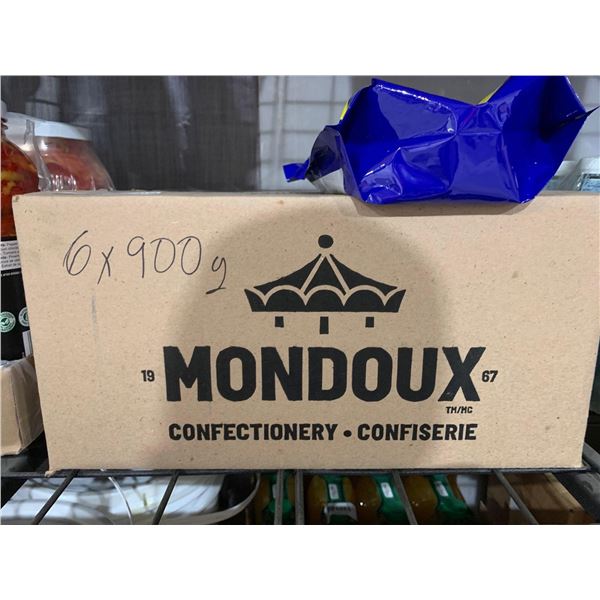 6 x 900g
19 MONDOUX 67
TM/MC
CONFECTIONERY • CONFISERIE